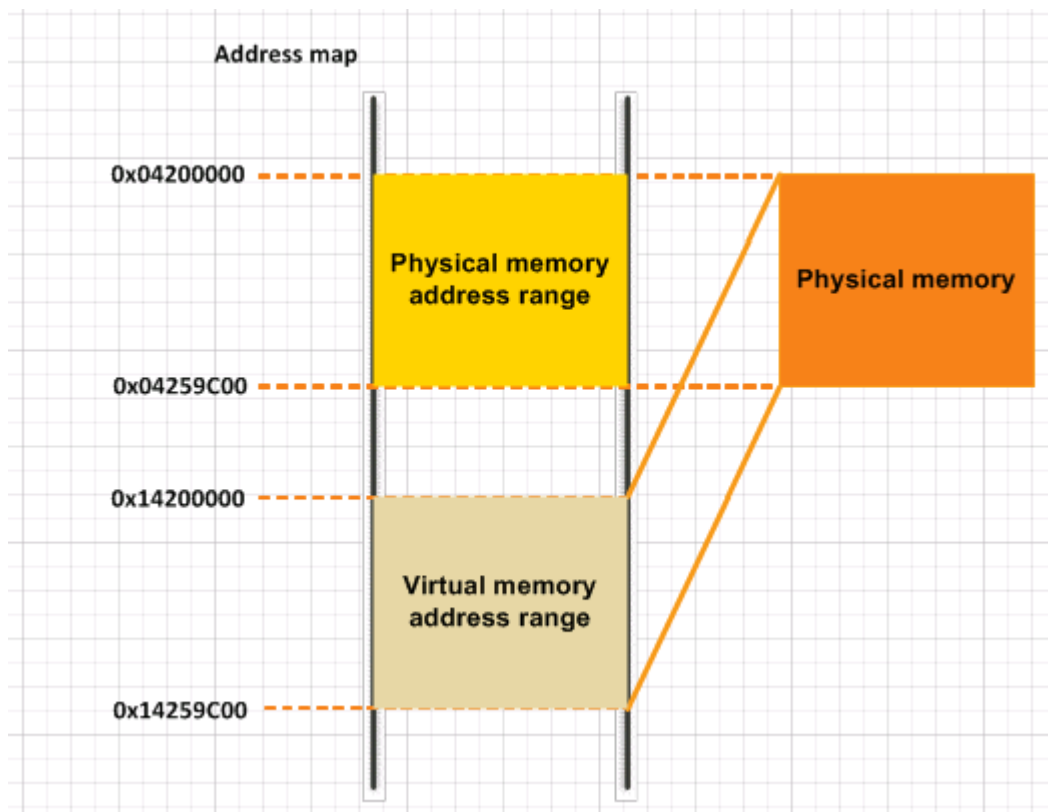 Address map
0x04200000
Physical memory
address range
Physical memory
0x04259C00
0x14200000
Virtual memory
address range
0x14259C00